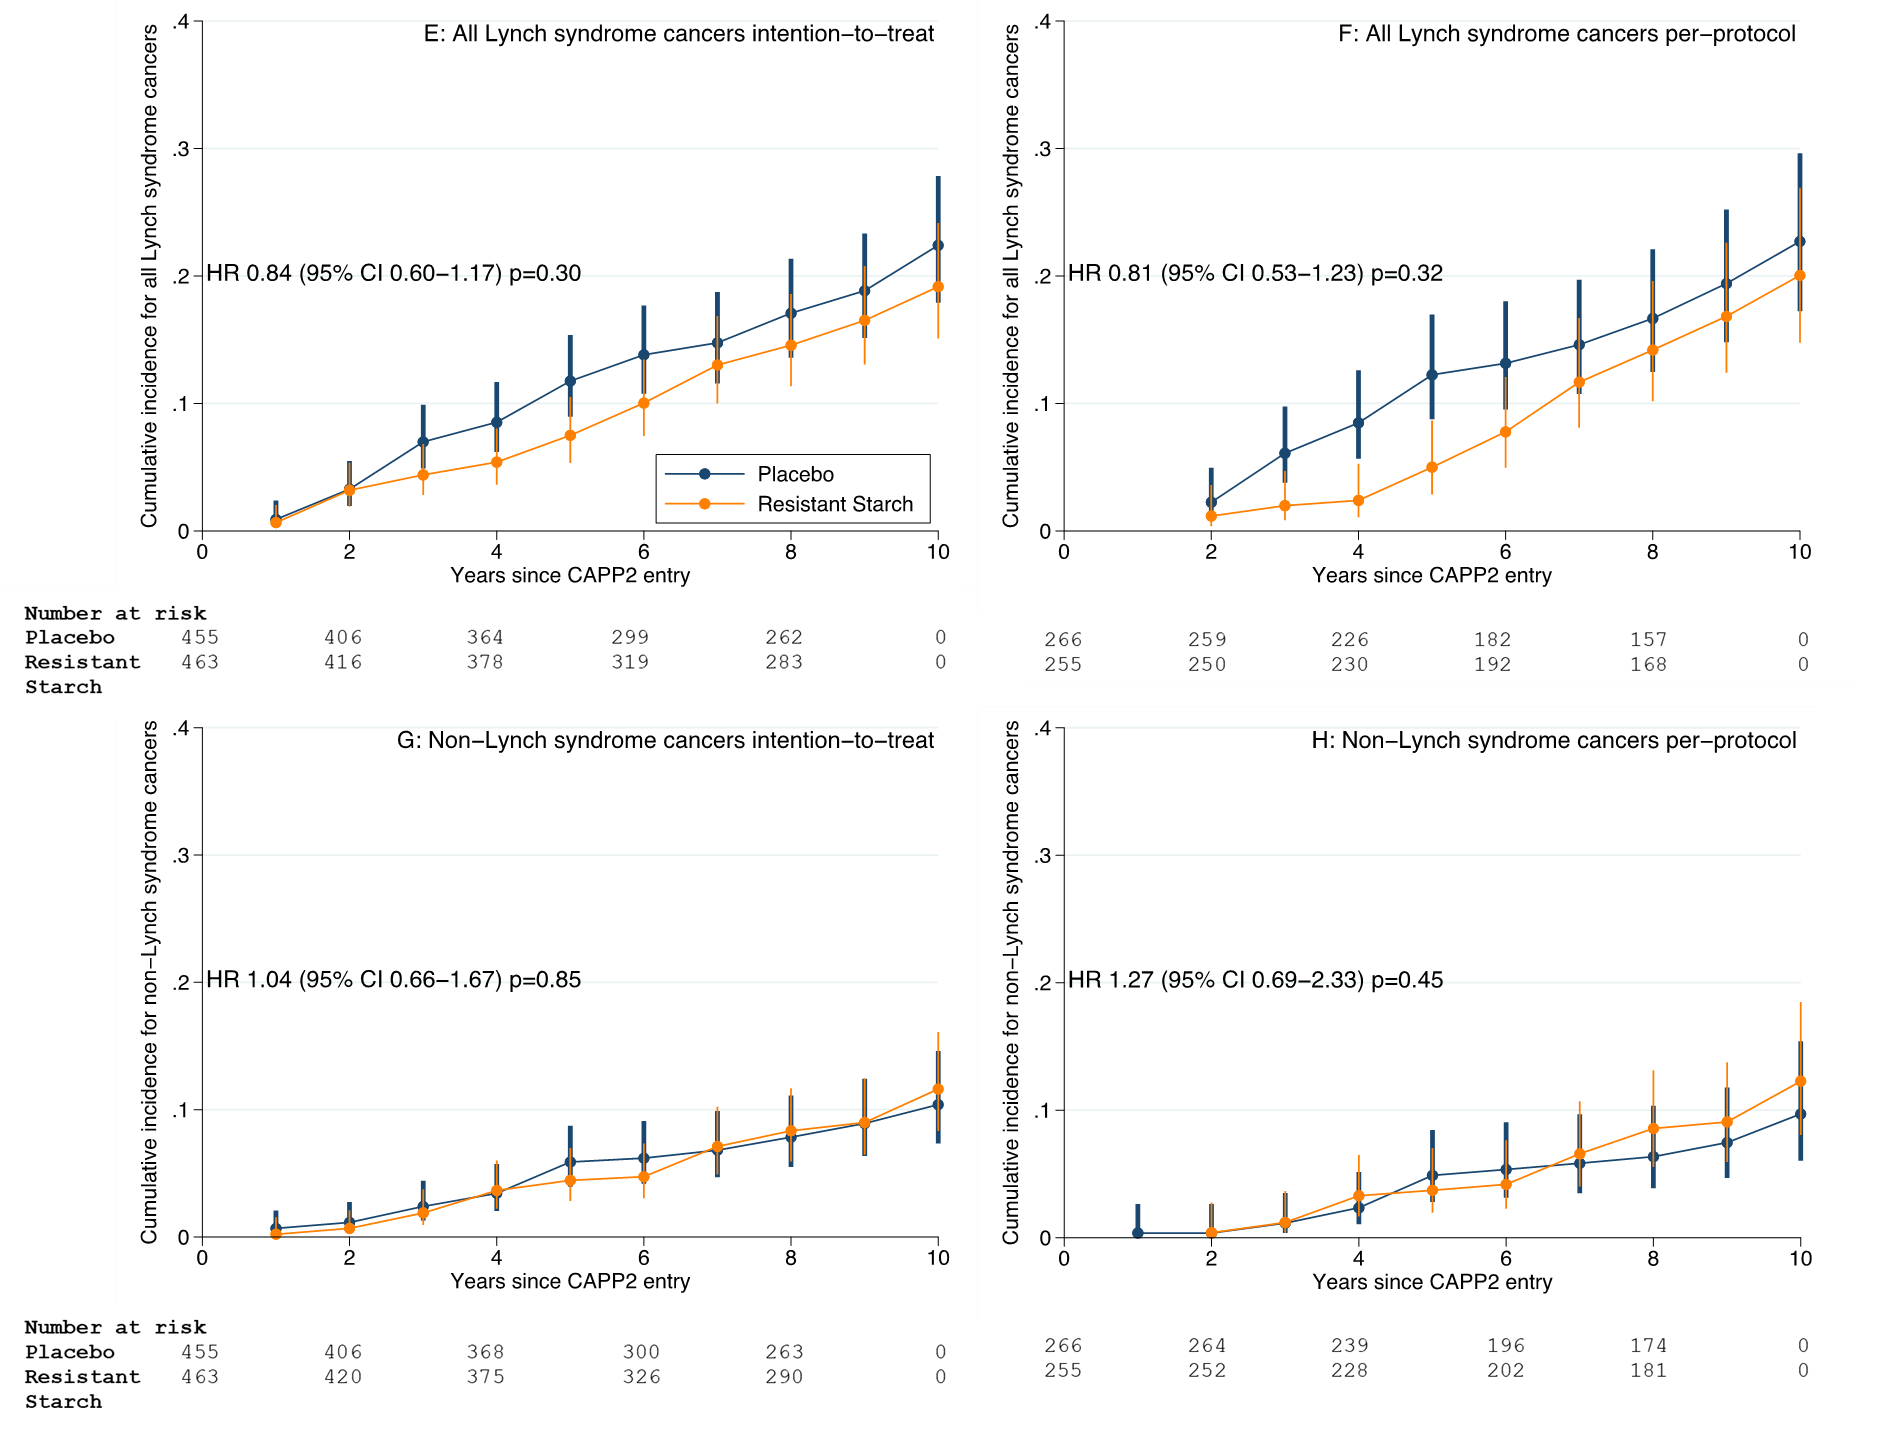 E: All Lynch syndrome cancers intention−to−treat
Cumulative incidence for all Lynch syndrome cancers
.4
.3
.2
.1
0
HR 0.84 (95% CI 0.60−1.17) p=0.30
Placebo
Resistant Starch
0 2 4 6 8 10
Years since CAPP2 entry
F: All Lynch syndrome cancers per−protocol
Cumulative incidence for all Lynch syndrome cancers
.4
.3
.2
.1
0
HR 0.81 (95% CI 0.53−1.23) p=0.32
0 2 4 6 8 10
Years since CAPP2 entry
Number at risk
Placebo 455 406 364 299 262 0
Resistant 463 416 378 319 283 0
Starch
266 259 226 182 157 0
255 250 230 192 168 0
G: Non−Lynch syndrome cancers intention−to−treat
Cumulative incidence for non−Lynch syndrome cancers
.4
.3
.2
.1
0
HR 1.04 (95% CI 0.66−1.67) p=0.85
0 2 4 6 8 10
Years since CAPP2 entry
H: Non−Lynch syndrome cancers per−protocol
Cumulative incidence for non−Lynch syndrome cancers
.4
.3
.2
.1
0
HR 1.27 (95% CI 0.69−2.33) p=0.45
0 2 4 6 8 10
Years since CAPP2 entry
Number at risk
Placebo 455 406 368 300 263 0
Resistant 463 420 375 326 290 0
Starch
266 264 239 196 174 0
255 252 228 202 181 0